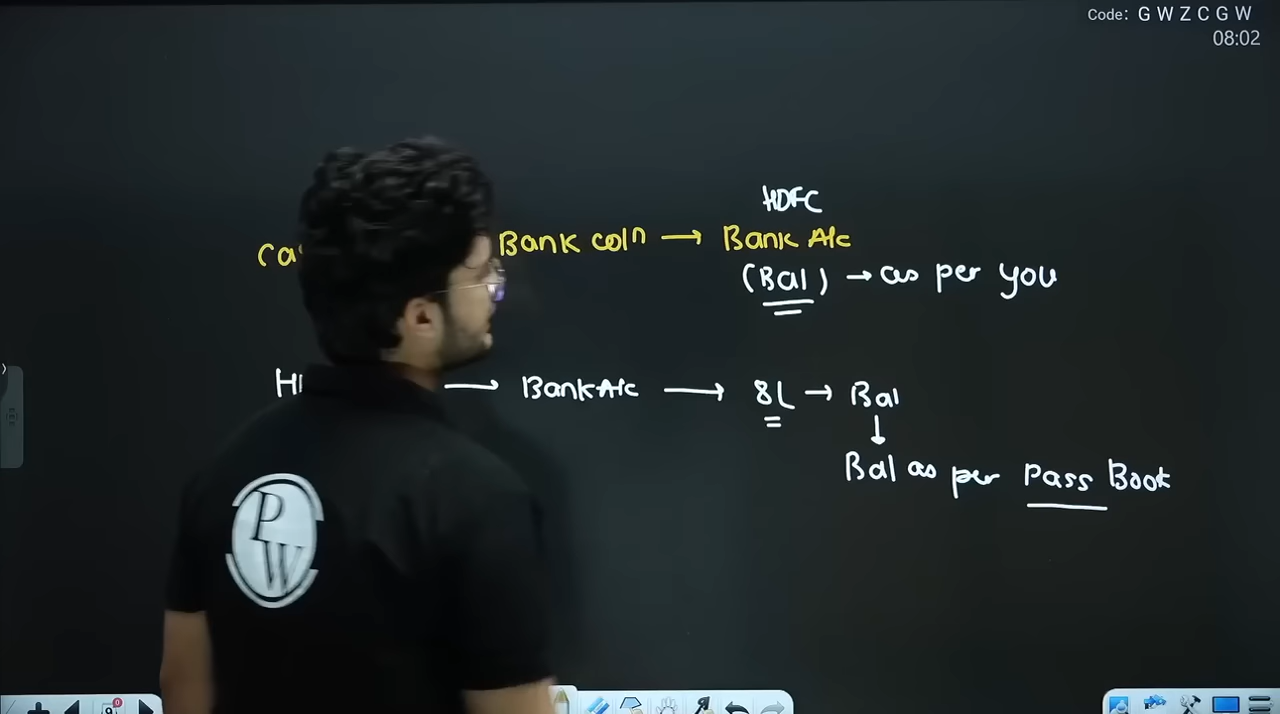 Code: G W Z C G W
08:02
HDFC
Bank coln → Bank A/c
(Bal) → as per you
→ Bank A/c → 8L → Bal
↓
Bal as per Pass Book
PW